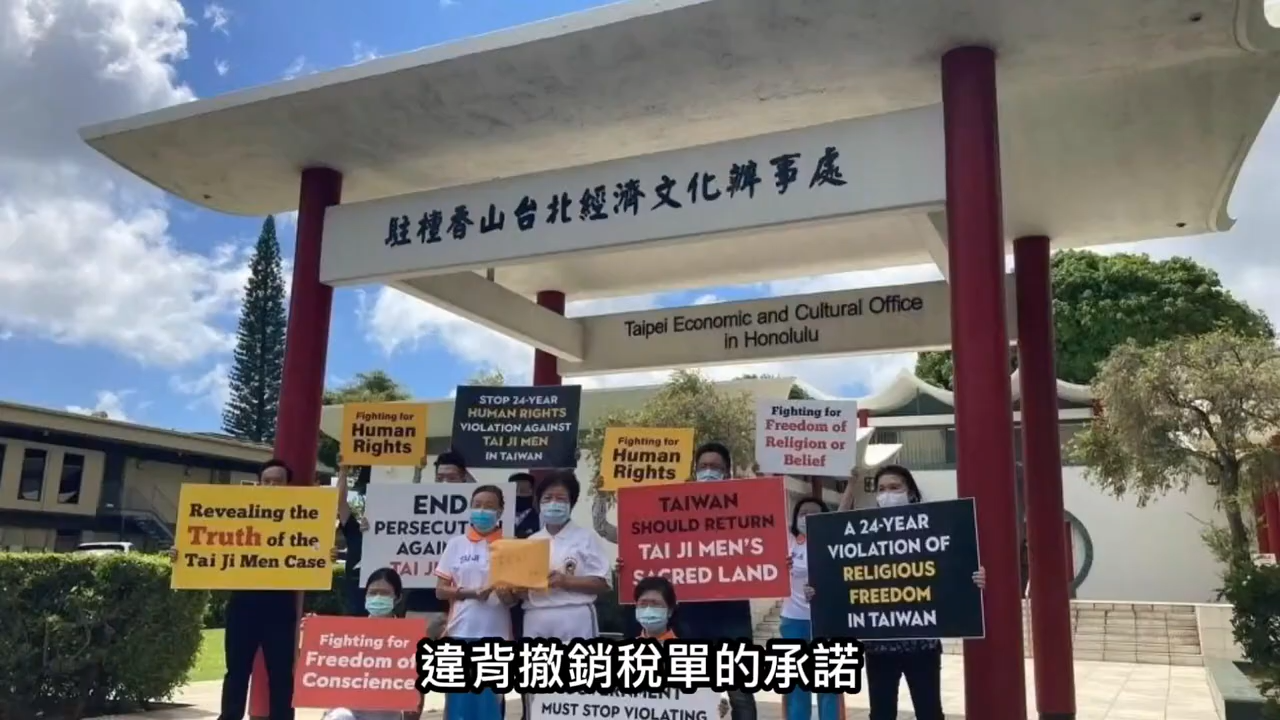 駐檀香山台北經濟文化辦事處
Taipei Economic and Cultural Office
in Honolulu
Fighting for
Human
Rights
STOP 24-YEAR
HUMAN RIGHTS
VIOLATION AGAINST
TAI JI MEN
IN TAIWAN
Fighting for
Human
Rights
Fighting for
Freedom of
Religion or
Belief
Revealing the
Truth of the
Tai Ji Men Case
END
TAI JI
TAIWAN
SHOULD RETURN
TAI JI MEN'S
SACRED LAND
A 24-YEAR
VIOLATION OF
RELIGIOUS
FREEDOM
IN TAIWAN
Fighting for
Freedom of
Conscience
MUST STOP VIOLATING
違背撤銷稅單的承諾